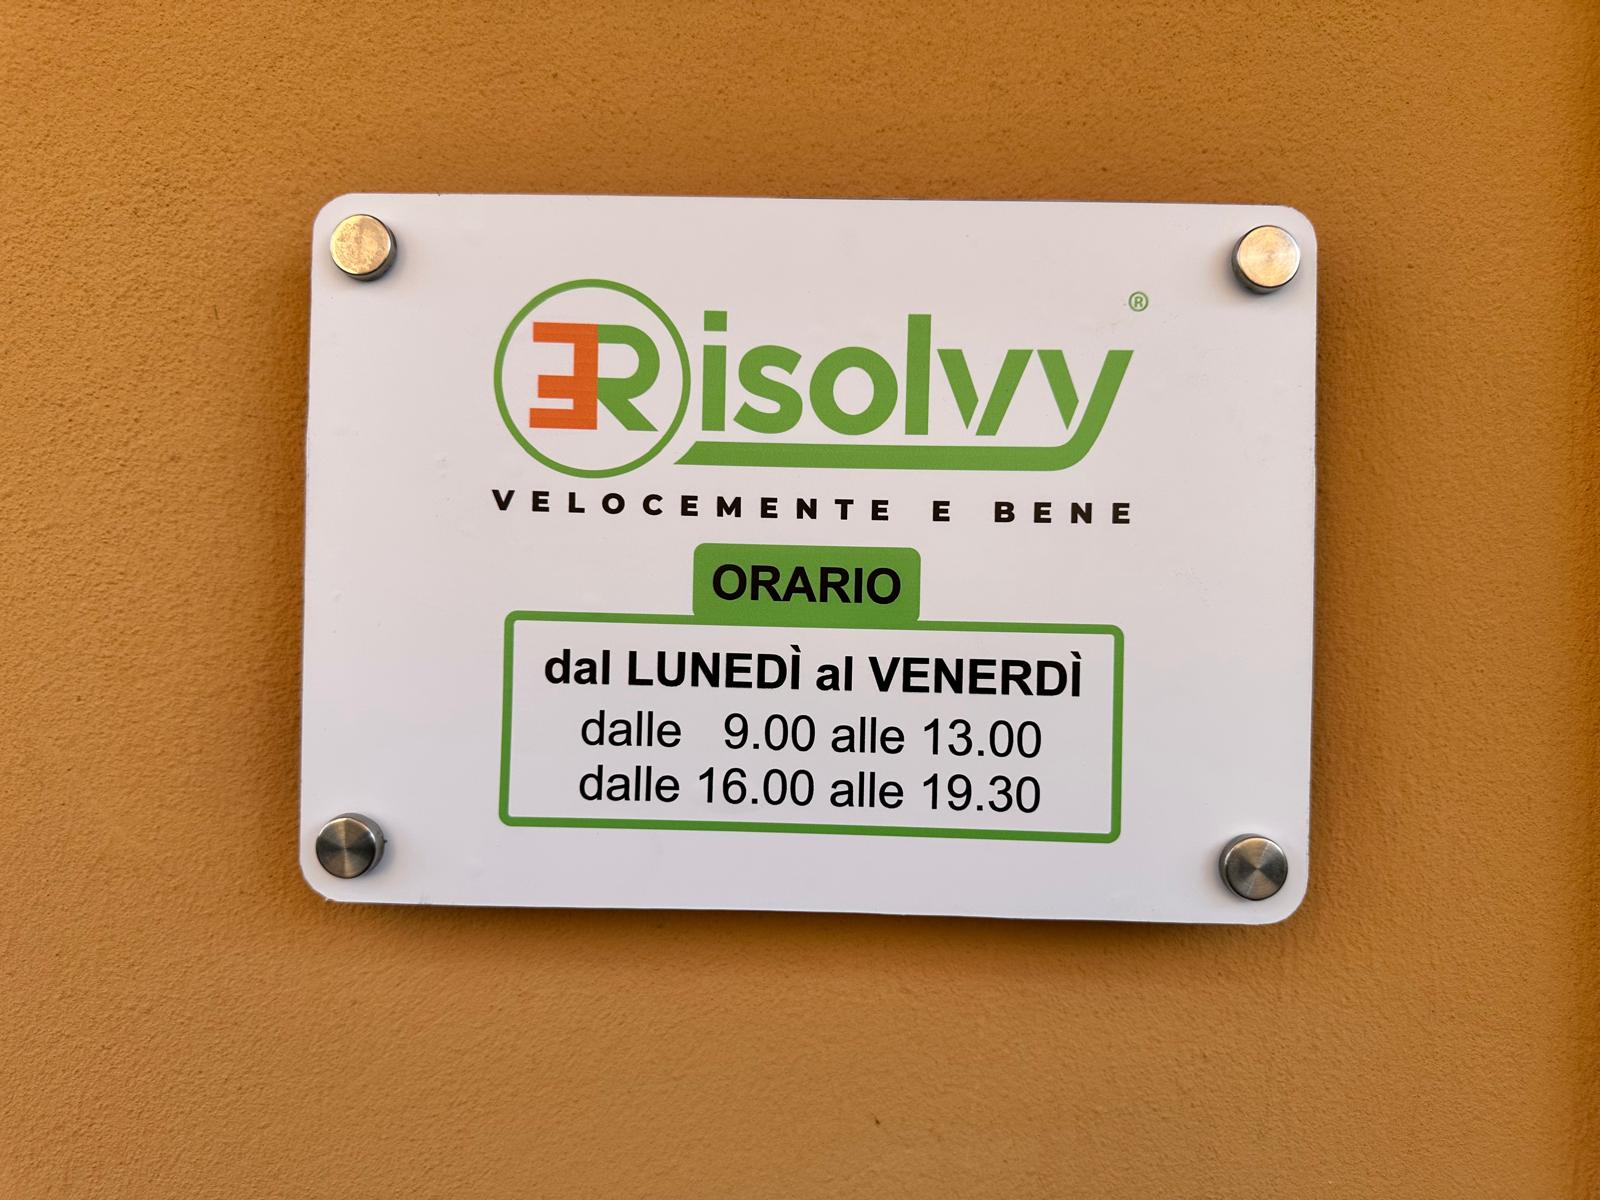 Risolvy®
VELOCEMENTE E BENE
ORARIO
dal LUNEDÌ al VENERDÌ
dalle 9.00 alle 13.00
dalle 16.00 alle 19.30